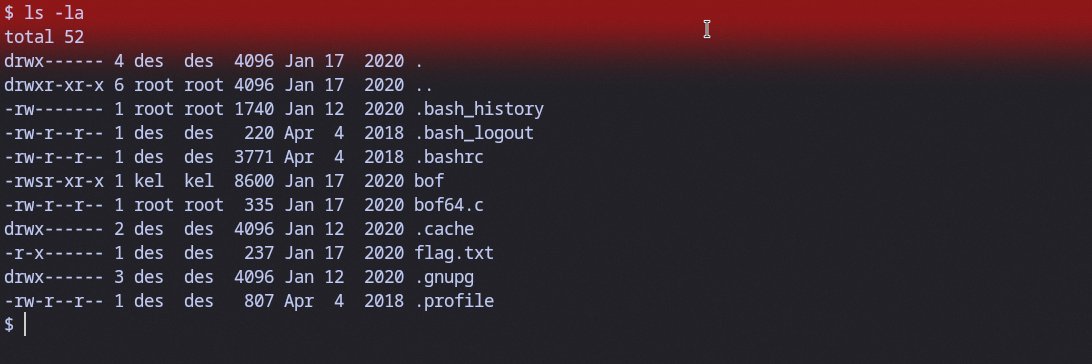 $ ls -la
total 52
drwx------ 4 des  des  4096 Jan 17  2020 .
drwxr-xr-x 6 root root 4096 Jan 17  2020 ..
-rw------- 1 root root 1740 Jan 12  2020 .bash_history
-rw-r--r-- 1 des  des   220 Apr  4  2018 .bash_logout
-rw-r--r-- 1 des  des  3771 Apr  4  2018 .bashrc
-rwsr-xr-x 1 kel  kel  8600 Jan 17  2020 bof
-rw-r--r-- 1 root root  335 Jan 17  2020 bof64.c
drwx------ 2 des  des  4096 Jan 12  2020 .cache
-r-x------ 1 des  des   237 Jan 17  2020 flag.txt
drwx------ 3 des  des  4096 Jan 12  2020 .gnupg
-rw-r--r-- 1 des  des   807 Apr  4  2018 .profile
$